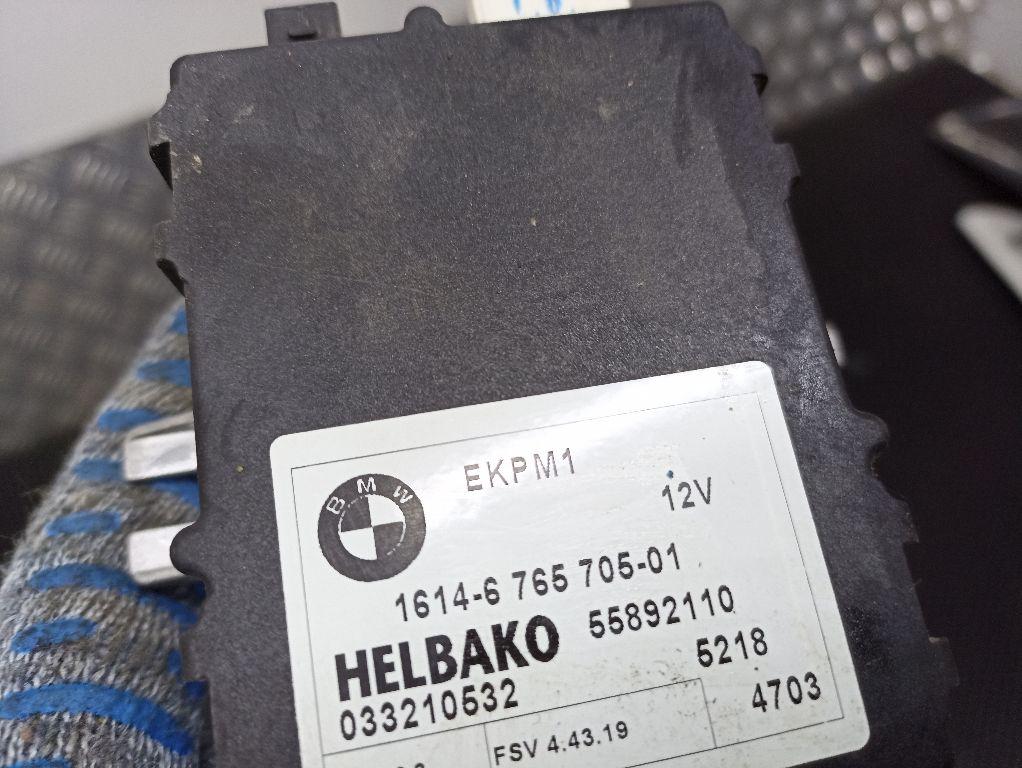 BMW
EKPM1
12V
1614-6 765 705-01
HELBAKO 55892110
033210532 5218
FSV 4.43.19 4703